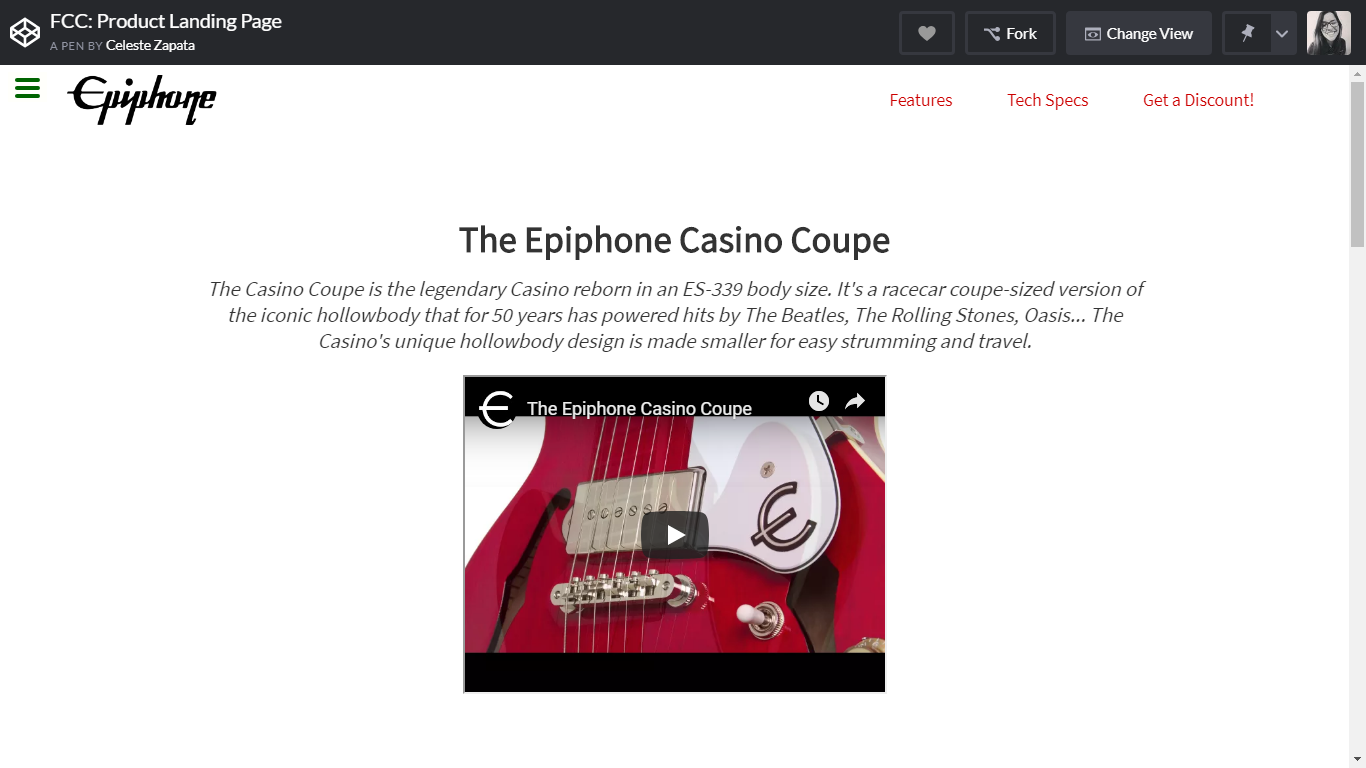 FCC: Product Landing Page
A PEN BY Celeste Zapata
Fork
Change View
Epiphone
Features
Tech Specs
Get a Discount!
The Epiphone Casino Coupe
The Casino Coupe is the legendary Casino reborn in an ES-339 body size. It's a racecar coupe-sized version of
the iconic hollowbody that for 50 years has powered hits by The Beatles, The Rolling Stones, Oasis... The
Casino's unique hollowbody design is made smaller for easy strumming and travel.
The Epiphone Casino Coupe